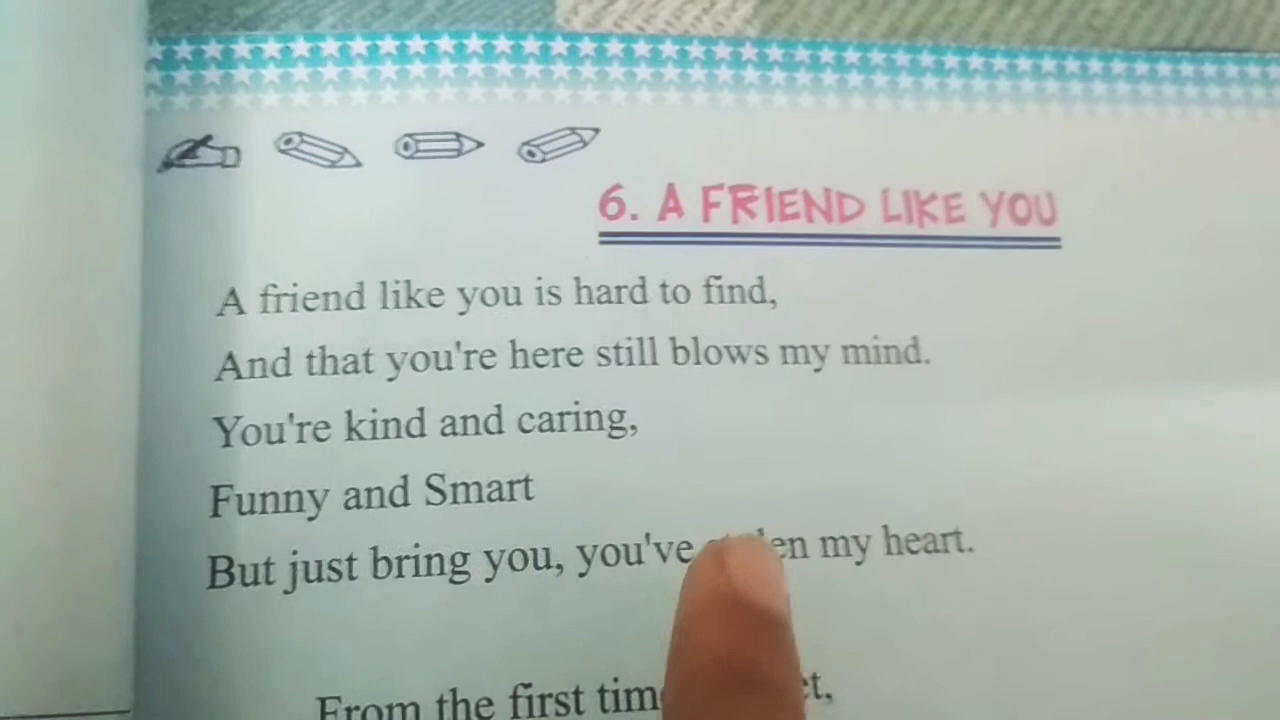 6. A FRIEND LIKE YOU
A friend like you is hard to find,
And that you're here still blows my mind.
You're kind and caring,
Funny and Smart
But just bring you, you've stolen my heart.
From the first